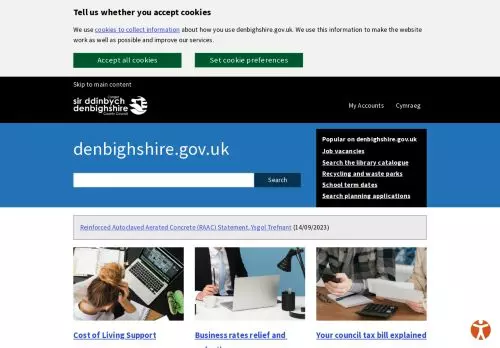 Tell us whether you accept cookies
We use cookies to collect information about how you use denbighshire.gov.uk. We use this information to make the website
work as well as possible and improve our services.
Accept all cookies
Set cookie preferences
Skip to main content
sir ddinbych
denbighshire
County Council
My Accounts
Cymraeg
denbighshire.gov.uk
Search
Popular on denbighshire.gov.uk
Job vacancies
Search the library catalogue
Recycling and waste parks
School term dates
Search planning applications
Reinforced Autoclaved Aerated Concrete (RAAC) Statement, Ysgol Trefnant (14/09/2023)
Cost of Living Support
Business rates relief and
Your council tax bill explained